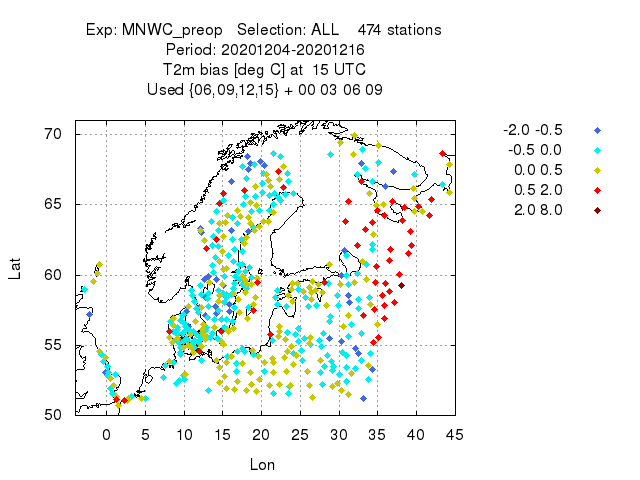 Exp: MNWC_preop   Selection: ALL    474 stations
Period: 20201204-20201216
T2m bias [deg C] at  15 UTC
Used {06,09,12,15} + 00 03 06 09
-2.0 -0.5
-0.5 0.0
0.0 0.5
0.5 2.0
2.0 8.0
70
65
60
55
50
Lat
0 5 10 15 20 25 30 35 40 45
Lon